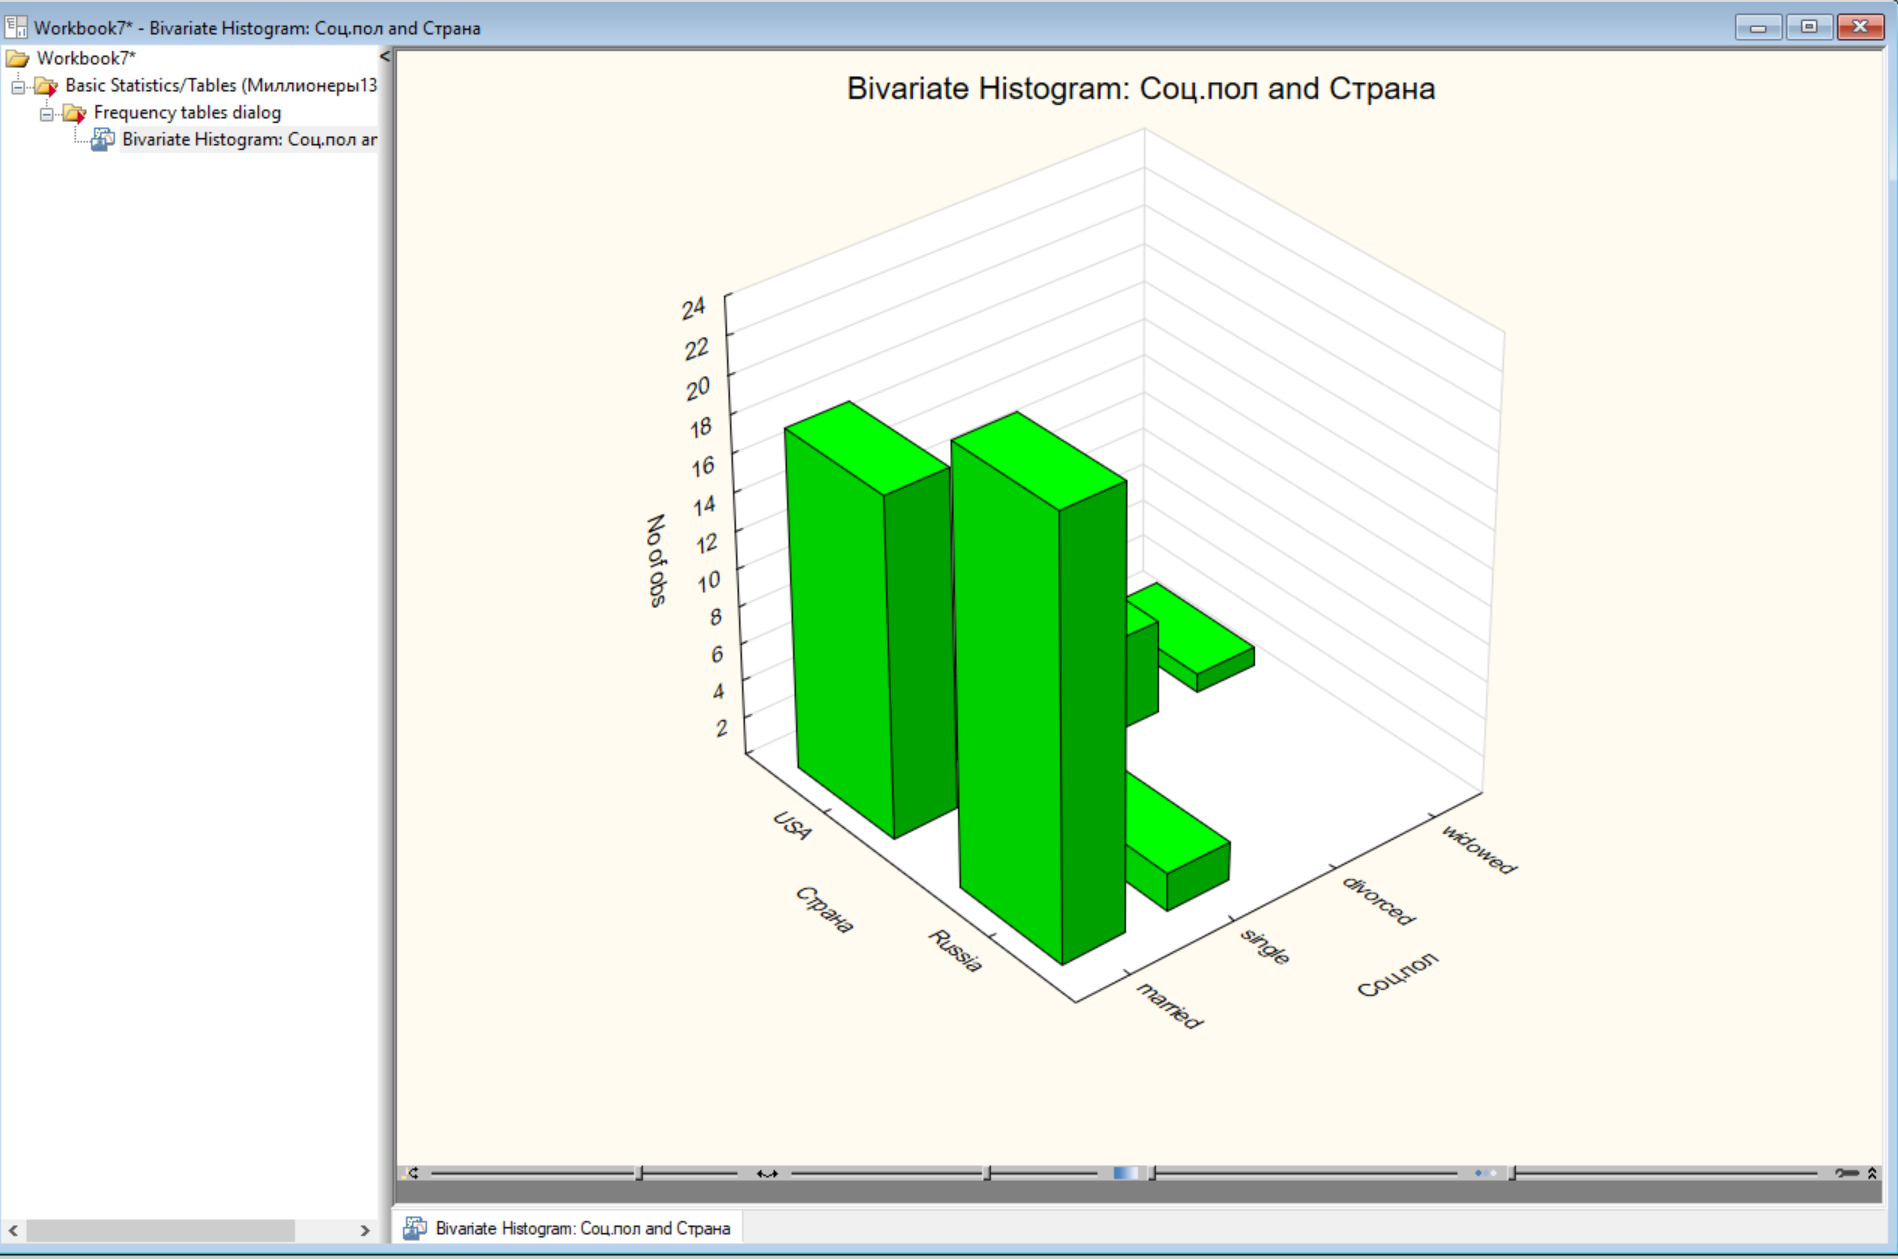 Workbook7* - Bivariate Histogram: Соц.пол and Страна
Workbook7*
Basic Statistics/Tables (Миллионеры13
Frequency tables dialog
Bivariate Histogram: Соц.пол ar
Bivariate Histogram: Соц.пол and Страна
24
22
20
18
16
14
12
10
8
6
4
2
No of obs
USA
Страна
Russia
widowed
divorced
single
married
Соц.пол
Bivariate Histogram: Соц.пол and Страна